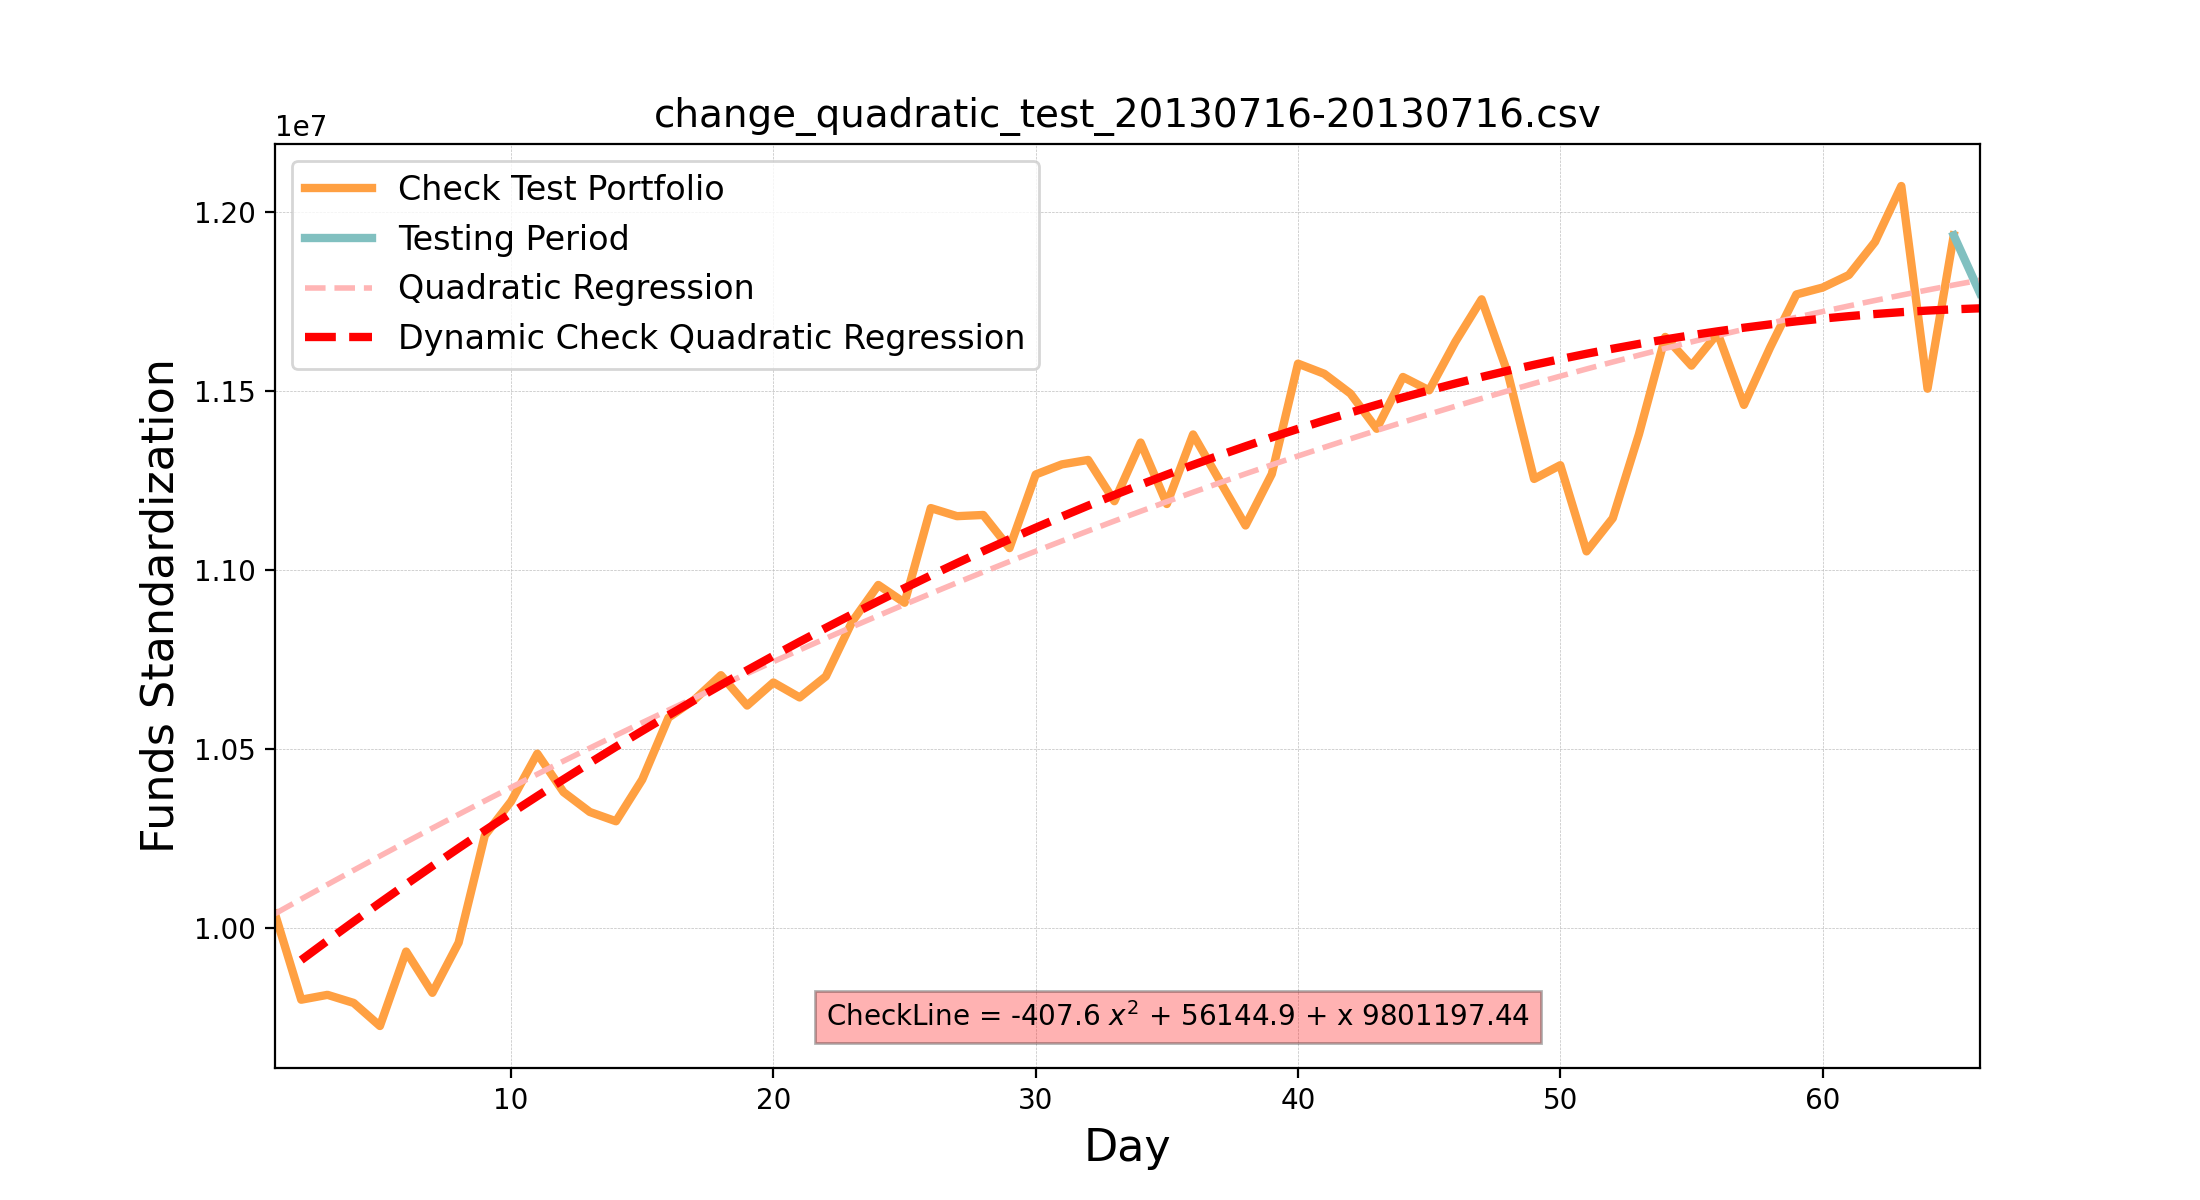 change_quadratic_test_20130716-20130716.csv
1e7
Check Test Portfolio
Testing Period
Quadratic Regression
Dynamic Check Quadratic Regression
1.20
1.15
1.10
1.05
1.00
Funds Standardization
CheckLine = -407.6 x² + 56144.9 + x 9801197.44
10 20 30 40 50 60
Day